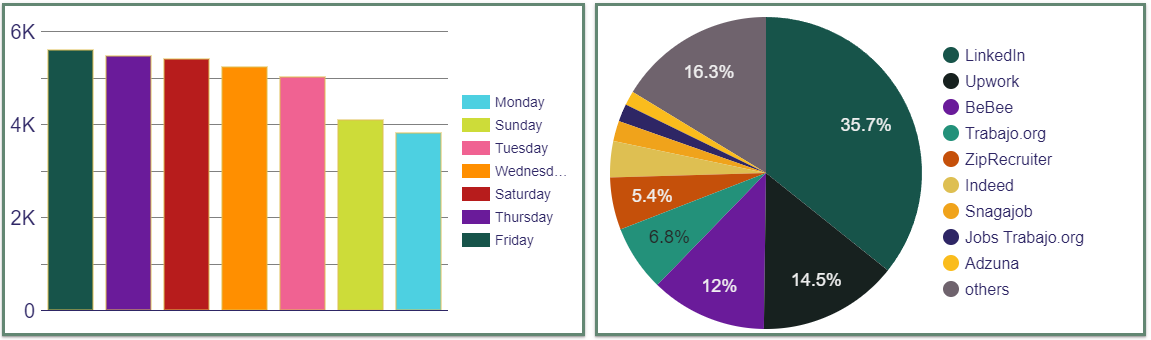 6K
4K
2K
0
Monday
Sunday
Tuesday
Wednesd...
Saturday
Thursday
Friday
35.7%
14.5%
12%
6.8%
5.4%
16.3%
LinkedIn
Upwork
BeBee
Trabajo.org
ZipRecruiter
Indeed
Snagajob
Jobs Trabajo.org
Adzuna
others